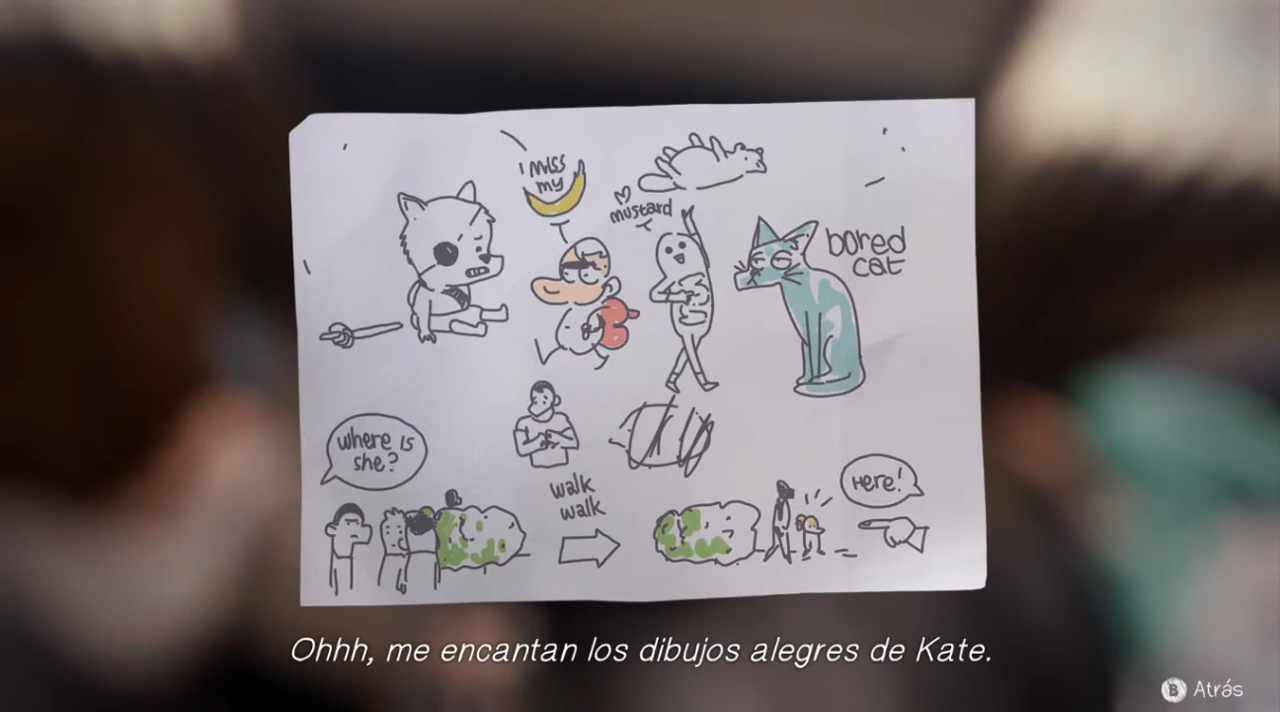 I MISS
MY
mustard
bored
cat
where is
she?
walk
walk
Here!
Ohhh, me encantan los dibujos alegres de Kate.
B Atrás